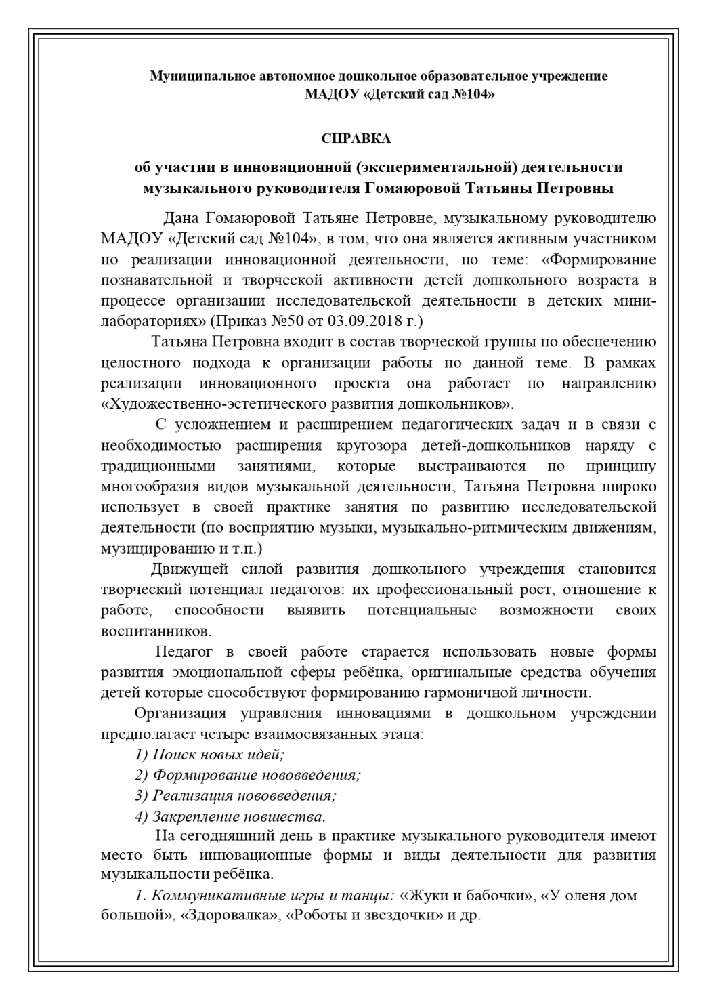 Муниципальное автономное дошкольное образовательное учреждение
МАДОУ «Детский сад №104»
СПРАВКА
об участии в инновационной (экспериментальной) деятельности
музыкального руководителя Гомаюровой Татьяны Петровны
Дана Гомаюровой Татьяне Петровне, музыкальному руководителю
МАДОУ «Детский сад №104», в том, что она является активным участником
по реализации инновационной деятельности, по теме: «Формирование
познавательной и творческой активности детей дошкольного возраста в
процессе организации исследовательской деятельности в детских мини-
лабораториях» (Приказ №50 от 03.09.2018 г.)
Татьяна Петровна входит в состав творческой группы по обеспечению
целостного подхода к организации работы по данной теме. В рамках
реализации инновационного проекта она работает по направлению
«Художественно-эстетического развития дошкольников».
С усложнением и расширением педагогических задач и в связи с
необходимостью расширения кругозора детей-дошкольников наряду с
традиционными занятиями, которые выстраиваются по принципу
многообразия видов музыкальной деятельности, Татьяна Петровна широко
использует в своей практике занятия по развитию исследовательской
деятельности (по восприятию музыки, музыкально-ритмическим движениям,
музицированию и т.п.)
Движущей силой развития дошкольного учреждения становится
творческий потенциал педагогов: их профессиональный рост, отношение к
работе, способности выявить потенциальные возможности своих
воспитанников.
Педагог в своей работе старается использовать новые формы
развития эмоциональной сферы ребёнка, оригинальные средства обучения
детей которые способствуют формированию гармоничной личности.
Организация управления инновациями в дошкольном учреждении
предполагает четыре взаимосвязанных этапа:
1) Поиск новых идей;
2) Формирование нововведения;
3) Реализация нововведения;
4) Закрепление новшества.
На сегодняшний день в практике музыкального руководителя имеют
место быть инновационные формы и виды деятельности для развития
музыкальности ребёнка.
1. Коммуникативные игры и танцы: «Жуки и бабочки», «У оленя дом
большой», «Здоровалка», «Роботы и звездочки» и др.